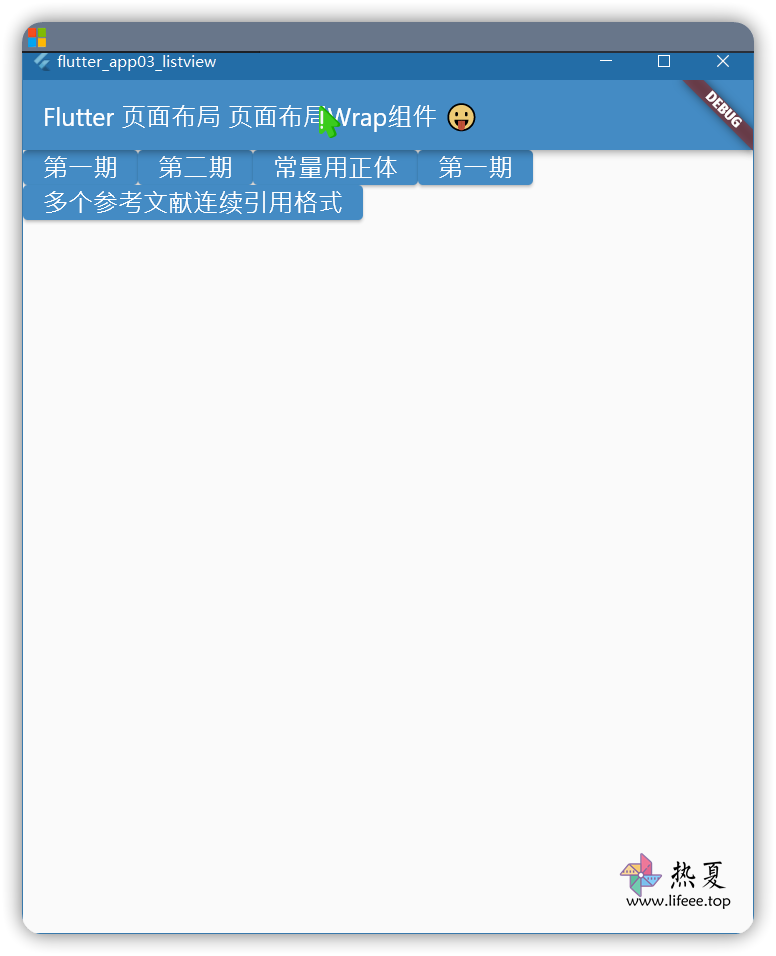 flutter_app03_listview
Flutter 页面布局 页面布局Wrap组件 😛
DEBUG
第一期 第二期 常量用正体 第一期
多个参考文献连续引用格式
热夏
www.lifeee.top